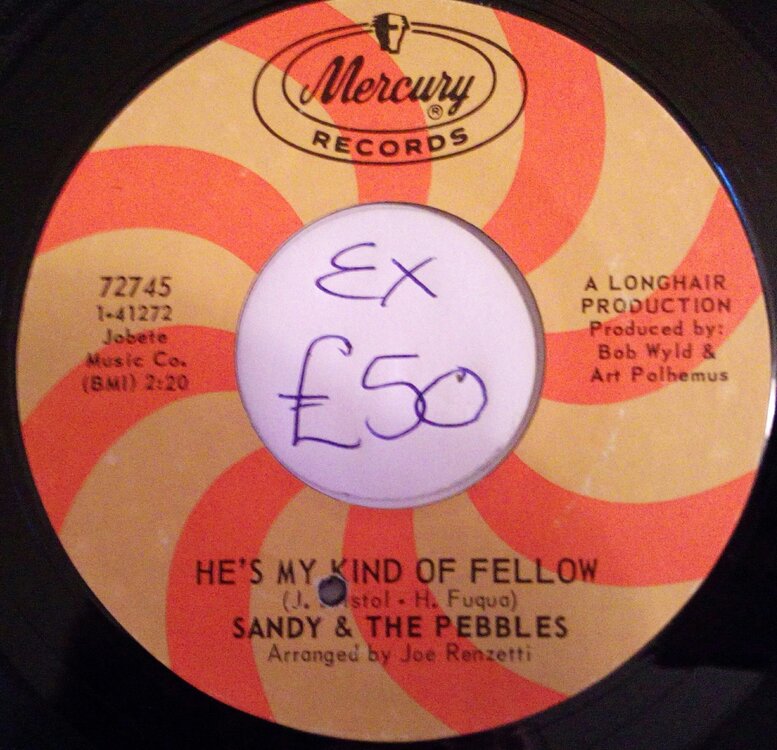 Mercury
®
RECORDS
EX
£50
72745
1-41272
Jobete
Music Co.
(BMI) 2:20
A LONGHAIR
PRODUCTION
Produced by:
Bob Wyld &
Art Polhemus
HE'S MY KIND OF FELLOW
(J. stol - H. Fuqua)
SANDY & THE PEBBLES
Arranged by Joe Renzetti